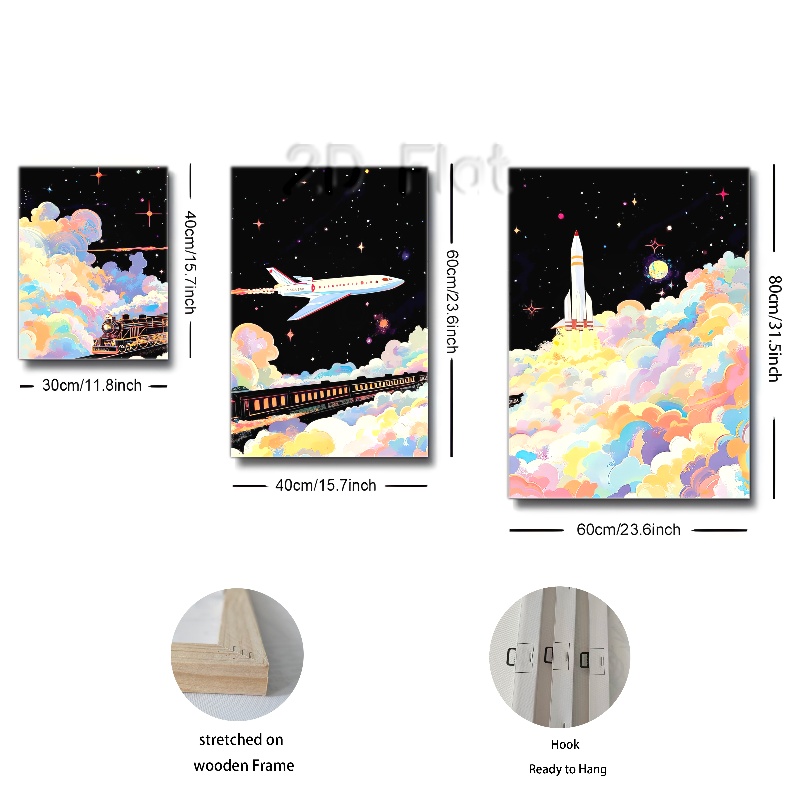 2D Flat
40cm/15.7inch
60cm/23.6inch
80cm/31.5inch
30cm/11.8inch
40cm/15.7inch
60cm/23.6inch
stretched on
wooden Frame
Hook
Ready to Hang